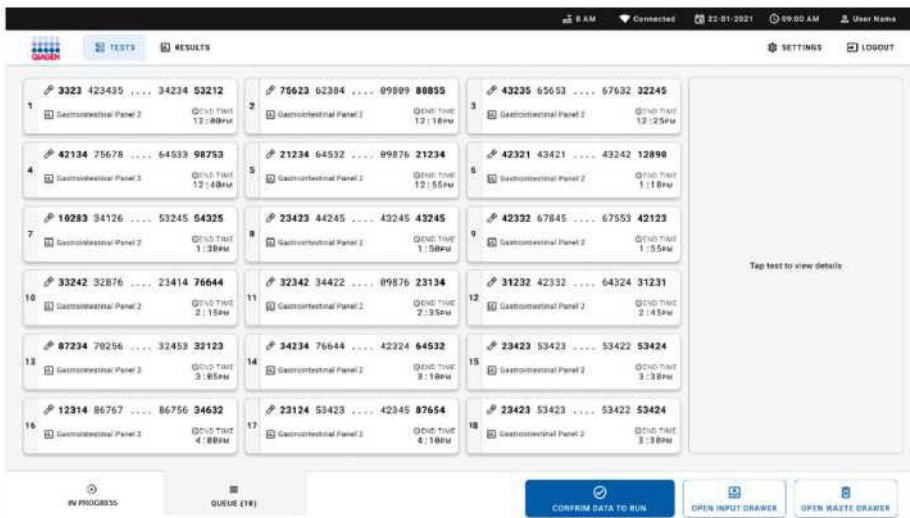 8 AM Connected 22-01-2021 09:00 AM User Name
QIAGEN TESTS RESULTS SETTINGS LOGOUT
1 3323 423435 .... 34234 53212
Gastrointestinal Panel 2 END TIME
12:00PM
2 75623 62384 .... 09809 80855
Gastrointestinal Panel 2 END TIME
12:10PM
3 43235 65653 .... 67632 32245
Gastrointestinal Panel 2 END TIME
12:25PM
4 42134 75678 .... 64533 98753
Gastrointestinal Panel 2 END TIME
12:40PM
5 21234 64532 .... 09876 21234
Gastrointestinal Panel 2 END TIME
12:55PM
6 42321 43421 .... 43242 12890
Gastrointestinal Panel 2 END TIME
1:10PM
7 10283 34126 .... 53245 54325
Gastrointestinal Panel 2 END TIME
1:30PM
8 23423 44245 .... 43245 43245
Gastrointestinal Panel 2 END TIME
1:50PM
9 42332 67845 .... 67553 42123
Gastrointestinal Panel 2 END TIME
1:55PM
Tap test to view details
10 33242 32876 .... 23414 76644
Gastrointestinal Panel 2 END TIME
2:15PM
11 32342 34422 .... 09876 23134
Gastrointestinal Panel 2 END TIME
2:35PM
12 31232 42332 .... 64324 31231
Gastrointestinal Panel 2 END TIME
2:45PM
13 87234 70256 .... 32453 32123
Gastrointestinal Panel 2 END TIME
3:05PM
14 34234 76644 .... 42324 64532
Gastrointestinal Panel 2 END TIME
3:10PM
15 23423 53423 .... 53422 53424
Gastrointestinal Panel 2 END TIME
3:30PM
16 12314 86767 .... 86756 34632
Gastrointestinal Panel 2 END TIME
4:00PM
17 23124 53423 .... 42345 87654
Gastrointestinal Panel 2 END TIME
4:10PM
18 23423 53423 .... 53422 53424
Gastrointestinal Panel 2 END TIME
3:30PM
IN PROGRESS QUEUE (18) CONFRIM DATA TO RUN OPEN INPUT DRAWER OPEN WASTE DRAWER